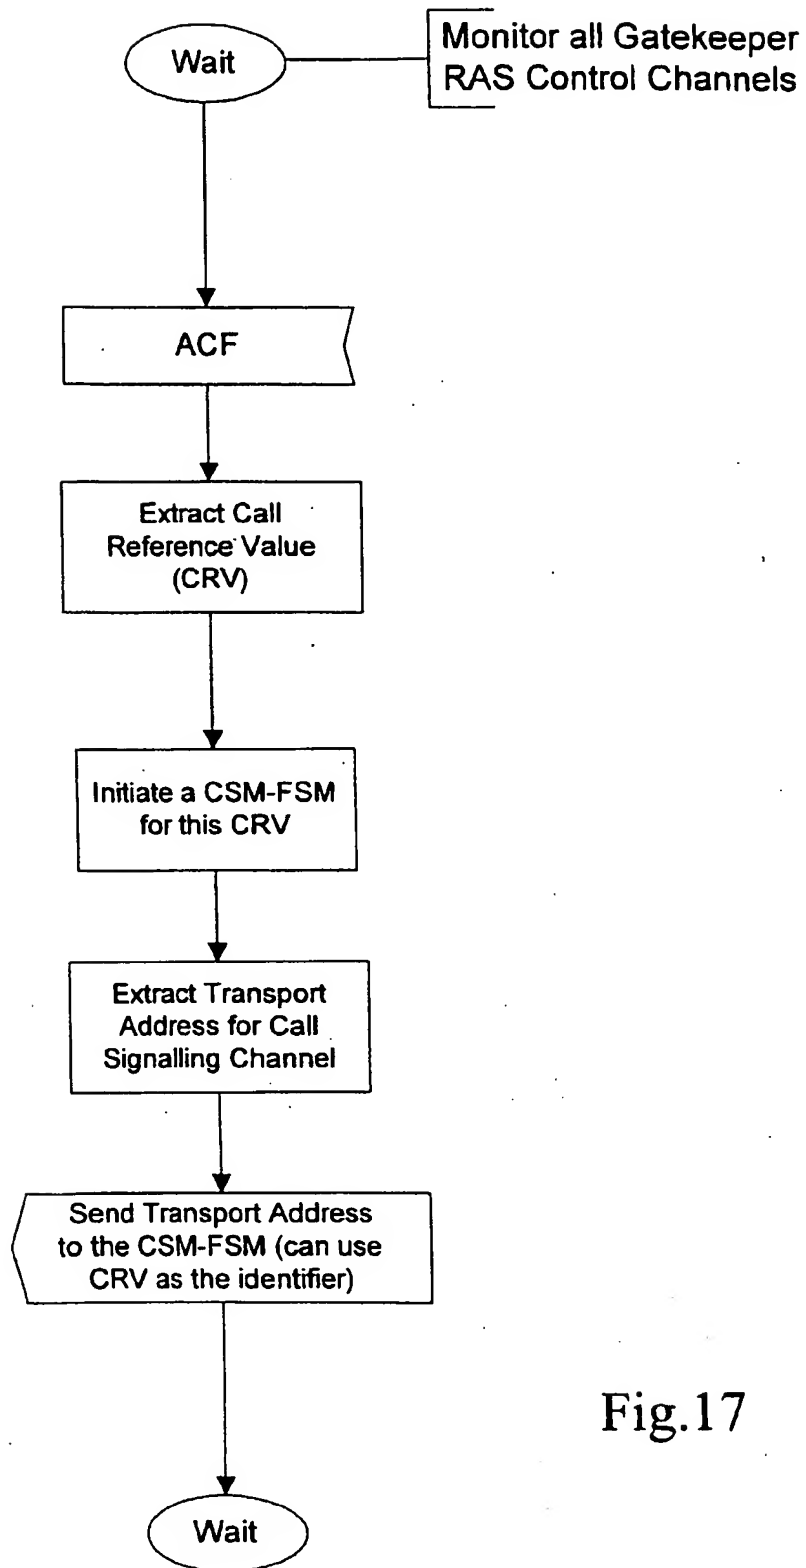 Wait
Monitor all Gatekeeper
RAS Control Channels
ACF
Extract Call
Reference Value
(CRV)
Initiate a CSM-FSM
for this CRV
Extract Transport
Address for Call
Signalling Channel
Send Transport Address
to the CSM-FSM (can use
CRV as the identifier)
Wait
Fig.17